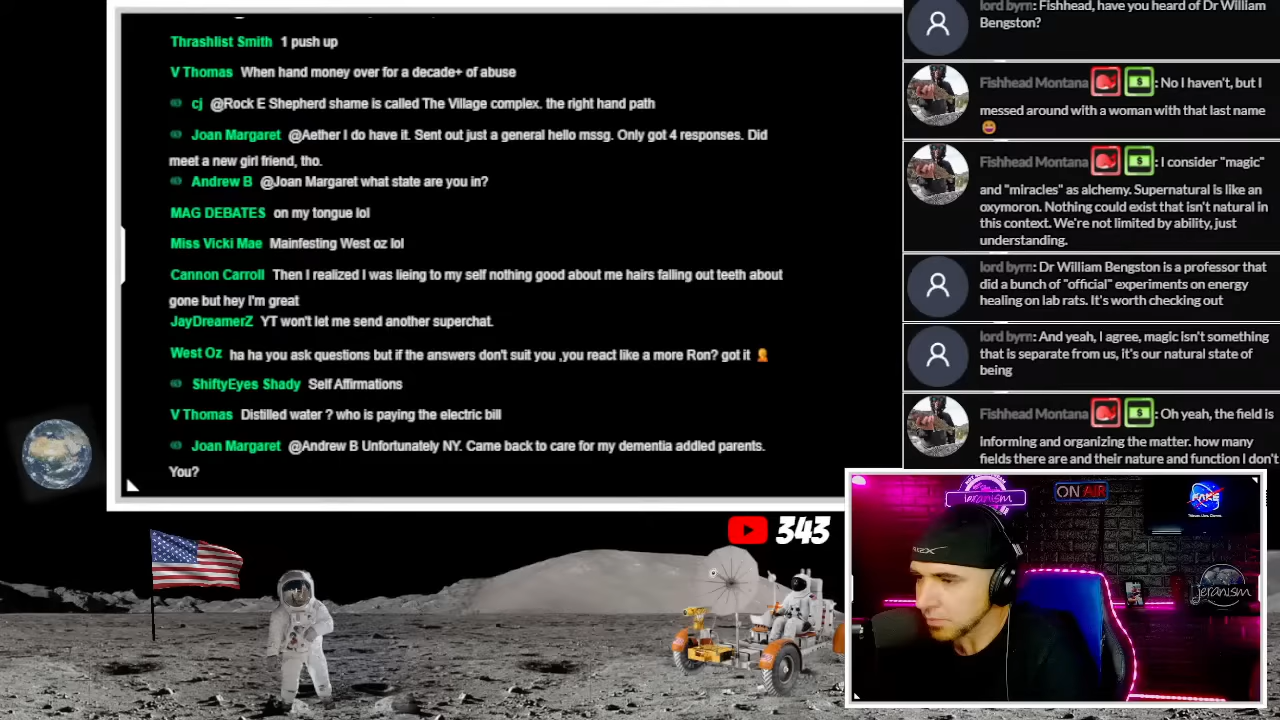 Thrashlist Smith 1 push up
V Thomas When hand money over for a decade+ of abuse
cj @Rock E Shepherd shame is called The Village complex. the right hand path
Joan Margaret @Aether I do have it. Sent out just a general hello mssg. Only got 4 responses. Did
meet a new girl friend, tho.
Andrew B @Joan Margaret what state are you in?
MAG DEBATES on my tongue lol
Miss Vicki Mae Mainfesting West oz lol
Cannon Carroll Then I realized I was lieing to my self nothing good about me hairs falling out teeth about
gone but hey I'm great
JayDreamerZ YT won't let me send another superchat.
West Oz ha ha you ask questions but if the answers don't suit you ,you react like a more Ron? got it
ShiftyEyes Shady Self Affirmations
V Thomas Distilled water ? who is paying the electric bill
Joan Margaret @Andrew B Unfortunately NY. Came back to care for my dementia addled parents.
You?
lord byrn: Fishhead, have you heard of Dr William
Bengston?
Fishhead Montana : No I haven't, but I
messed around with a woman with that last name
Fishhead Montana : I consider "magic"
and "miracles" as alchemy. Supernatural is like an
oxymoron. Nothing could exist that isn't natural in
this context. We're not limited by ability, just
understanding.
lord byrn: Dr William Bengston is a professor that
did a bunch of "official" experiments on energy
healing on lab rats. It's worth checking out
lord byrn: And yeah, I agree, magic isn't something
that is separate from us, it's our natural state of
being
Fishhead Montana : Oh yeah, the field is
informing and organizing the matter. how many
fields there are and their nature and function I don't
343
jeranism
ON AIR
FAKE
jeranism